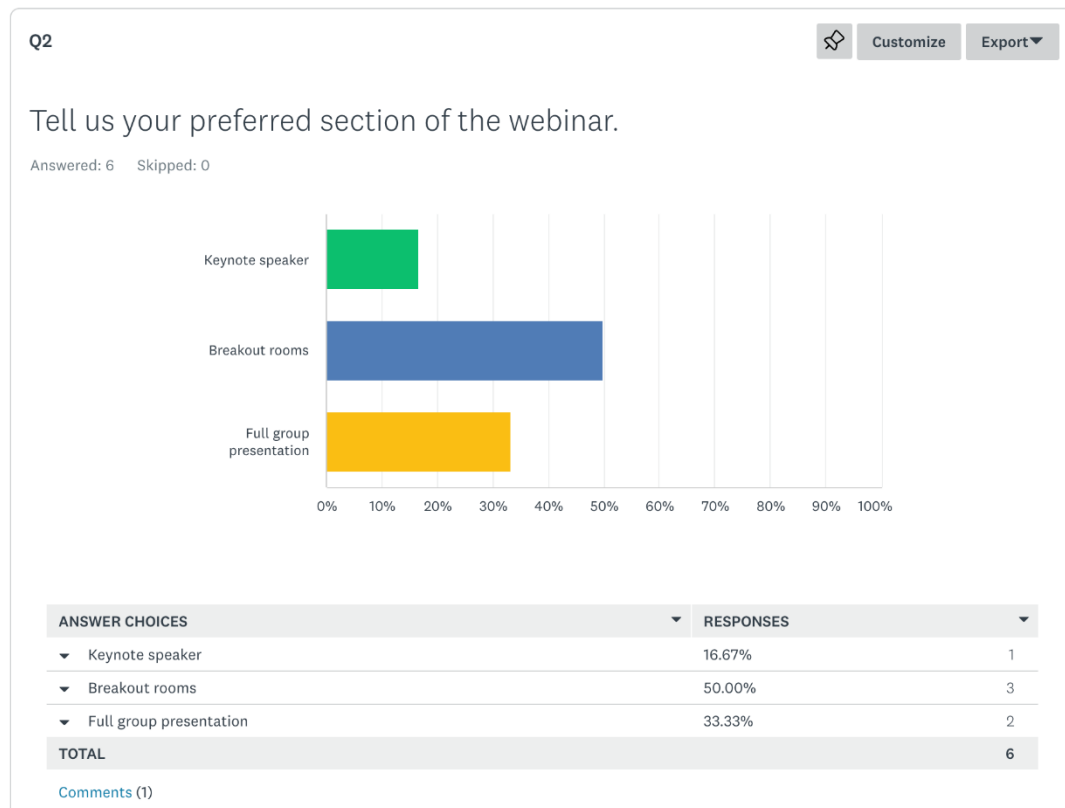 Q2
Customize
Export
Tell us your preferred section of the webinar.
Answered: 6 Skipped: 0
Keynote speaker
Breakout rooms
Full group
presentation
0% 10% 20% 30% 40% 50% 60% 70% 80% 90% 100%
ANSWER CHOICES RESPONSES
Keynote speaker 16.67% 1
Breakout rooms 50.00% 3
Full group presentation 33.33% 2
TOTAL 6
Comments (1)